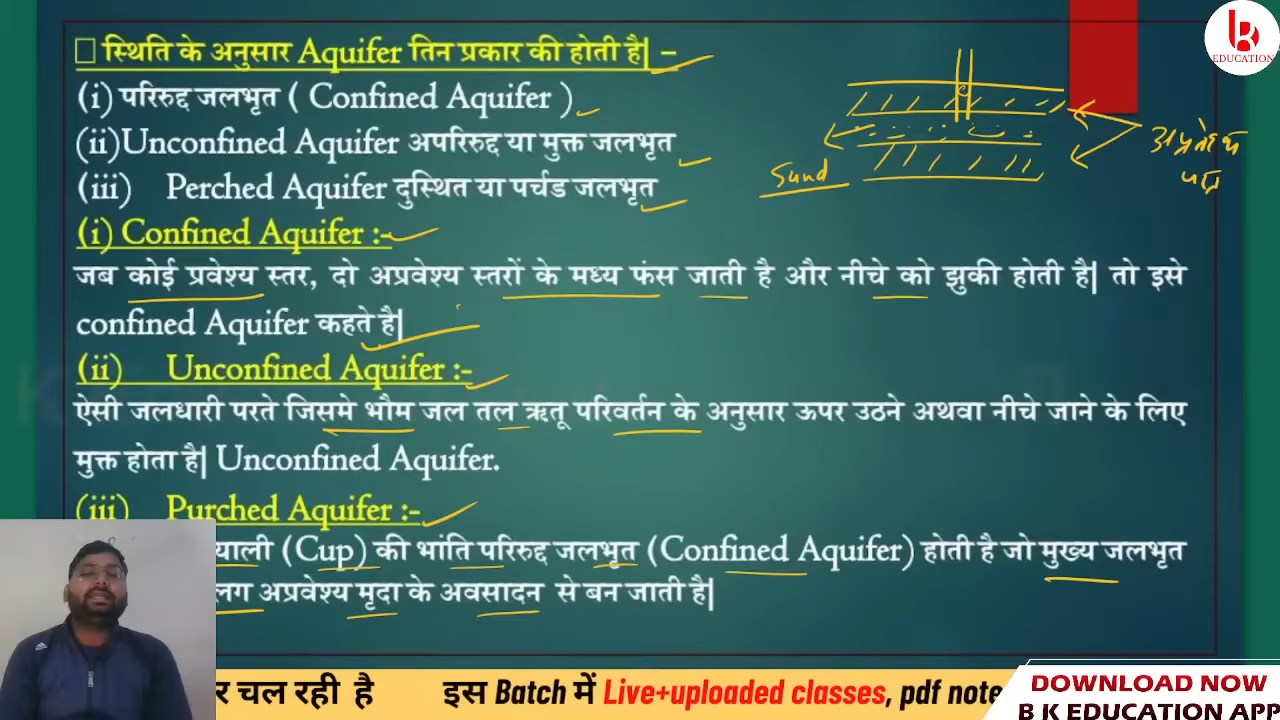 □ स्थिति के अनुसार Aquifer तिन प्रकार की होती है| –
(i) परिरुद्द जलभृत ( Confined Aquifer )
(ii)Unconfined Aquifer अपरिरुद्द या मुक्त जलभृत
(iii) Perched Aquifer दुस्थित या पर्चड जलभृत
(i) Confined Aquifer :-
जब कोई प्रवेश्य स्तर, दो अप्रवेश्य स्तरों के मध्य फंस जाती है और नीचे को झुकी होती है| तो इसे
confined Aquifer कहते है|
(ii) Unconfined Aquifer :-
ऐसी जलधारी परते जिसमे भौम जल तल ऋतू परिवर्तन के अनुसार ऊपर उठने अथवा नीचे जाने के लिए
मुक्त होता है| Unconfined Aquifer.
(iii) Purched Aquifer :-
याली (Cup) की भांति परिरुद्द जलभृत (Confined Aquifer) होती है जो मुख्य जलभृत
लग अप्रवेश्य मृदा के अवसादन से बन जाती है|
Sand
EDUCATION
र चल रही है इस Batch में Live+uploaded classes, pdf note
DOWNLOAD NOW
B K EDUCATION APP